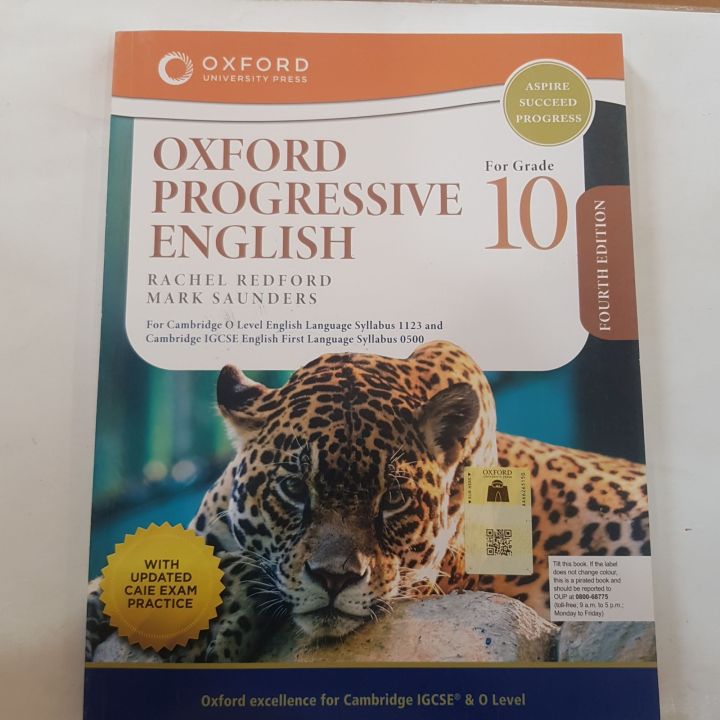 OXFORD
UNIVERSITY PRESS
ASPIRE
SUCCEED
PROGRESS
OXFORD
PROGRESSIVE
ENGLISH
For Grade
10
FOURTH EDITION
RACHEL REDFORD
MARK SAUNDERS
For Cambridge O Level English Language Syllabus 1123 and
Cambridge IGCSE English First Language Syllabus 0500
OXFORD
UNIVERSITY PRESS
WITH
UPDATED
CAIE EXAM
PRACTICE
Tilt this book. If the label
does not change colour,
this is a pirated book and
should be reported to
OUP at 0800-68775
(toll-free; 9 a.m. to 5 p.m.;
Monday to Friday)
Oxford excellence for Cambridge IGCSE® & O Level